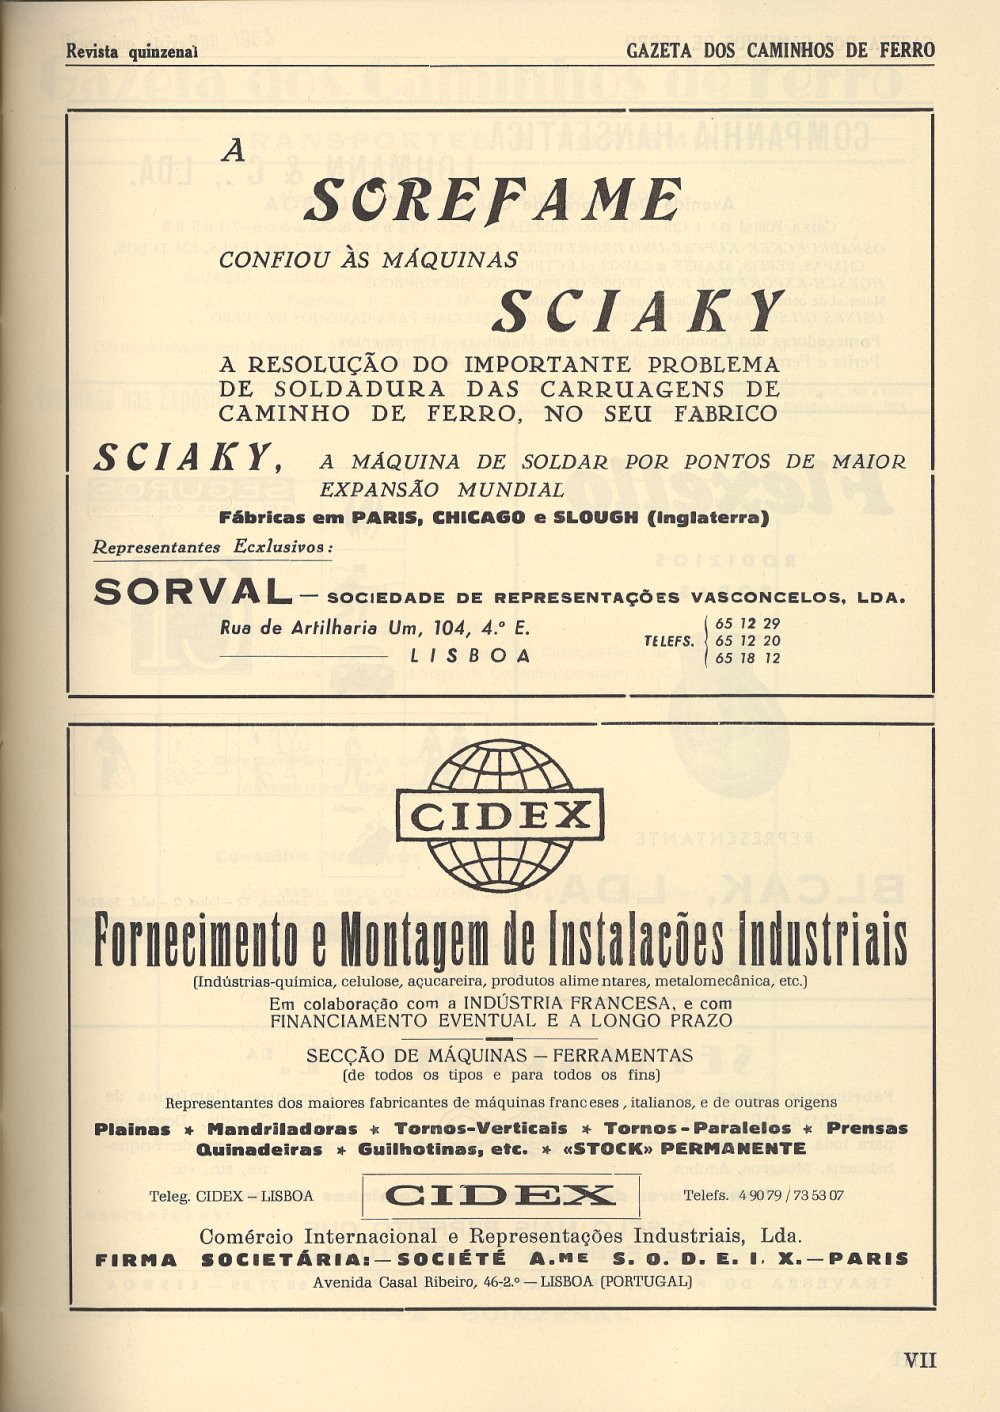 Revista quinzenal GAZETA DOS CAMINHOS DE FERRO
A
SOREFAME
CONFIOU ÀS MÁQUINAS
SCIAKY
A RESOLUÇÃO DO IMPORTANTE PROBLEMA
DE SOLDADURA DAS CARRUAGENS DE
CAMINHO DE FERRO, NO SEU FABRICO
SCIAKY, A MÁQUINA DE SOLDAR POR PONTOS DE MAIOR
EXPANSÃO MUNDIAL
Fábricas em PARIS, CHICAGO e SLOUGH (Inglaterra)
Representantes Ecxlusivos:
SORVAL — SOCIEDADE DE REPRESENTAÇÕES VASCONCELOS, LDA.
Rua de Artilharia Um, 104, 4.º E.
LISBOA
TELEFS. 65 12 29
65 12 20
65 18 12
CIDEX
Fornecimento e Montagem de Instalações Industriais
(Indústrias-química, celulose, açucareira, produtos alimentares, metalomecânica, etc.)
Em colaboração com a INDÚSTRIA FRANCESA, e com
FINANCIAMENTO EVENTUAL E A LONGO PRAZO
SECÇÃO DE MÁQUINAS — FERRAMENTAS
(de todos os tipos e para todos os fins)
Representantes dos maiores fabricantes de máquinas francesas, italianos, e de outras origens
Plainas * Mandriladoras * Tornos-Verticais * Tornos-Paralelos * Prensas
Quinadeiras * Guilhotinas, etc. * «STOCK» PERMANENTE
Teleg. CIDEX — LISBOA CIDEX Telefs. 4 90 79 / 73 53 07
Comércio Internacional e Representações Industriais, Lda.
FIRMA SOCIETÁRIA: — SOCIÉTÉ A.ME S. O. D. E. I. X. — PARIS
Avenida Casal Ribeiro, 46-2.º — LISBOA (PORTUGAL)
VII